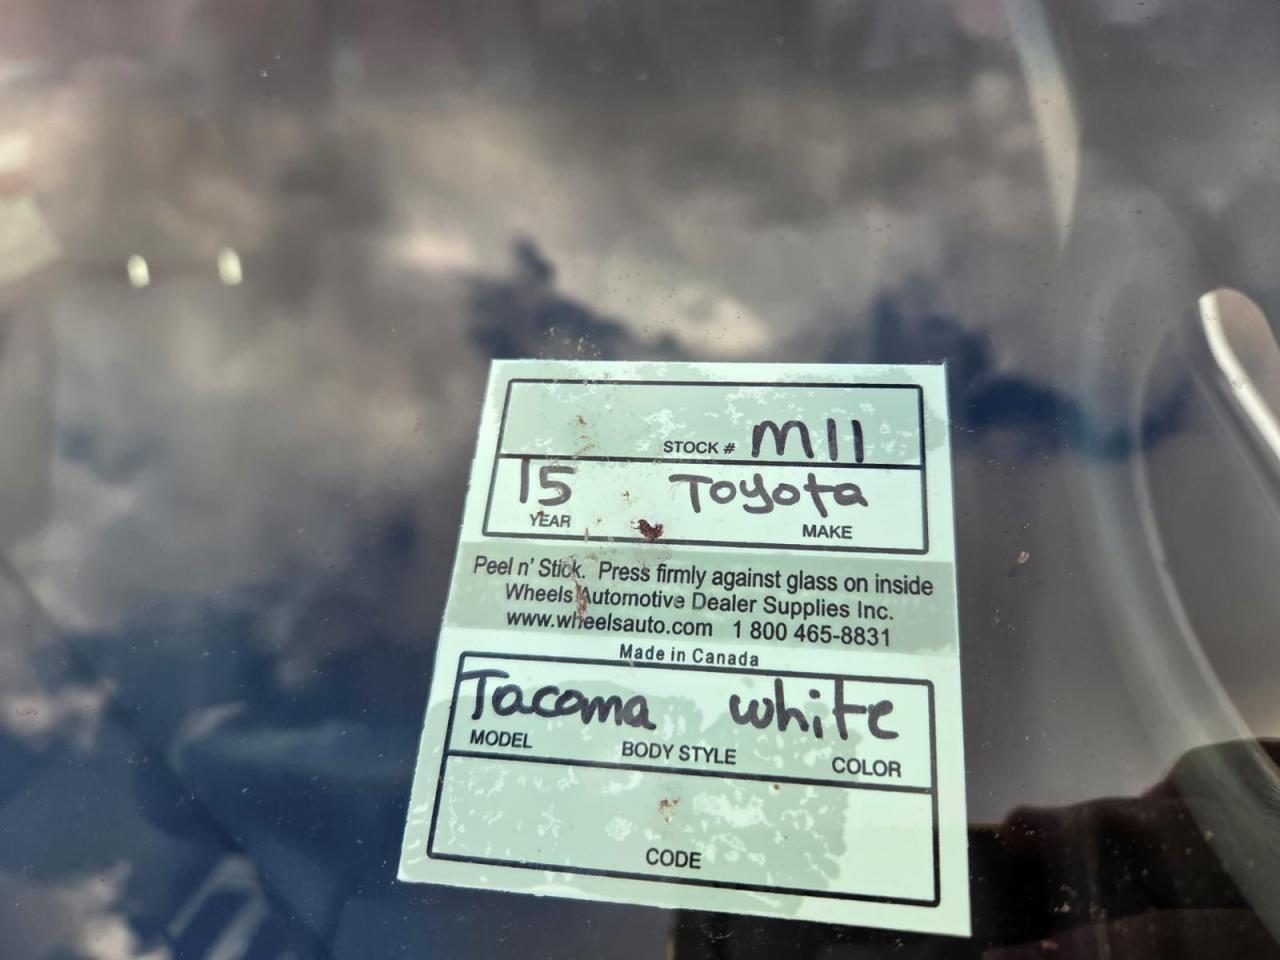 STOCK # M11
15 Toyota
YEAR MAKE
Peel n' Stick. Press firmly against glass on inside
Wheels Automotive Dealer Supplies Inc.
www.wheelsauto.com 1 800 465-8831
Made in Canada
Tacoma white
MODEL BODY STYLE COLOR
CODE